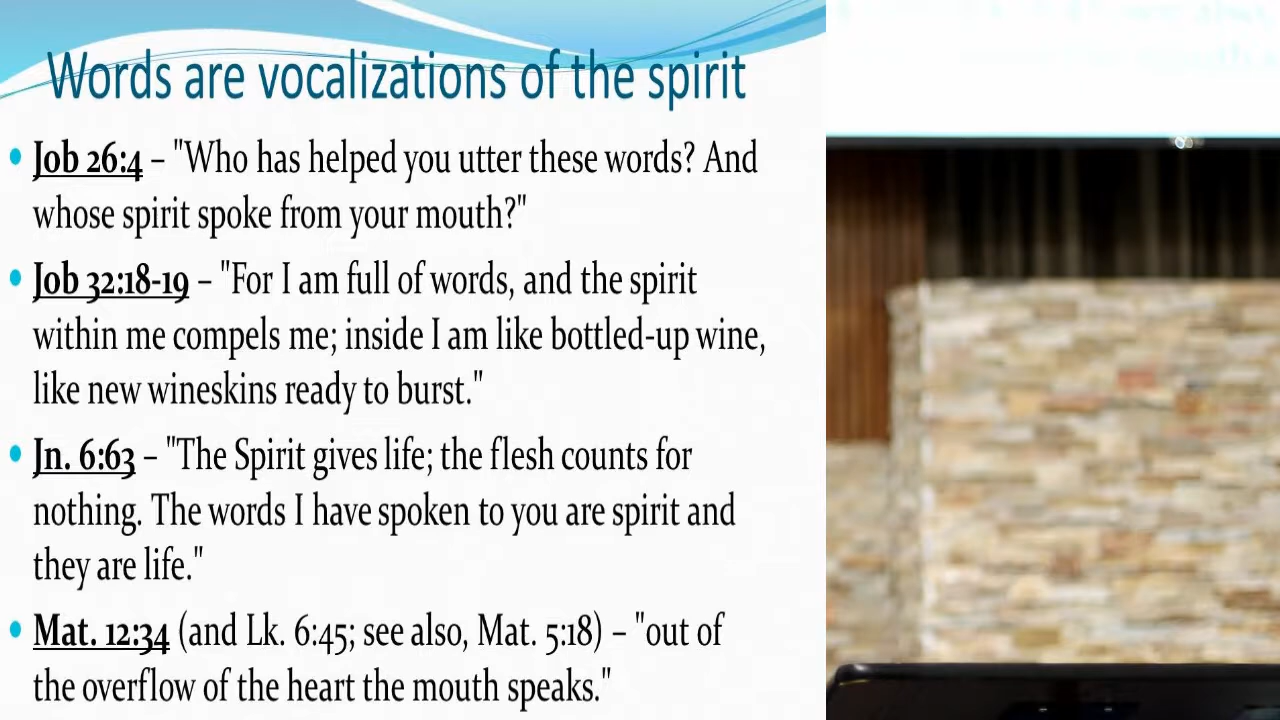 Words are vocalizations of the spirit
• Job 26:4 – "Who has helped you utter these words? And
whose spirit spoke from your mouth?"
• Job 32:18-19 – "For I am full of words, and the spirit
within me compels me; inside I am like bottled-up wine,
like new wineskins ready to burst."
• Jn. 6:63 – "The Spirit gives life; the flesh counts for
nothing. The words I have spoken to you are spirit and
they are life."
• Mat. 12:34 (and Lk. 6:45; see also, Mat. 5:18) – "out of
the overflow of the heart the mouth speaks."